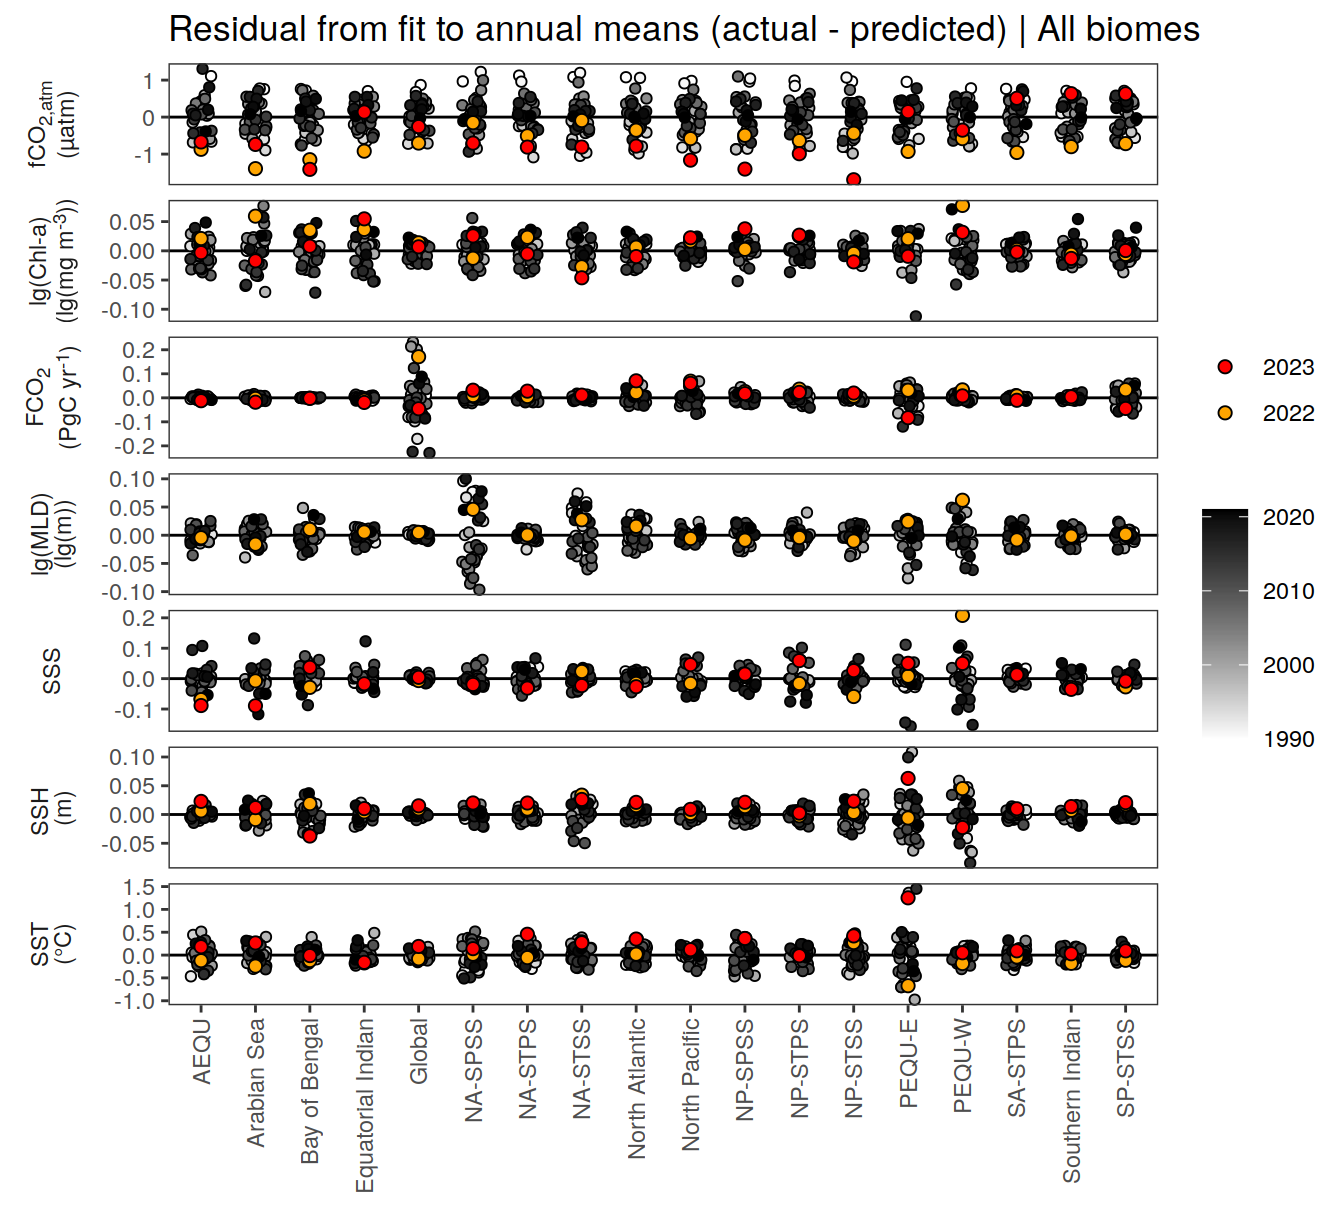 Residual from fit to annual means (actual - predicted) | All biomes
fCO2,atm
(µatm)
1
0
-1
lg(Chl-a)
(lg(mg m-3))
0.05
0.00
-0.05
-0.10
FCO2
(PgC yr-1)
0.2
0.1
0.0
-0.1
-0.2
lg(MLD)
(lg(m))
0.10
0.05
0.00
-0.05
-0.10
SSS
0.2
0.1
0.0
-0.1
SSH
(m)
0.10
0.05
0.00
-0.05
SST
(°C)
1.5
1.0
0.5
0.0
-0.5
-1.0
AEQU
Arabian Sea
Bay of Bengal
Equatorial Indian
Global
NA-SPSS
NA-STPS
NA-STSS
North Atlantic
North Pacific
NP-SPSS
NP-STPS
NP-STSS
PEQU-E
PEQU-W
SA-STPS
Southern Indian
SP-STSS
2023
2022
2020
2010
2000
1990